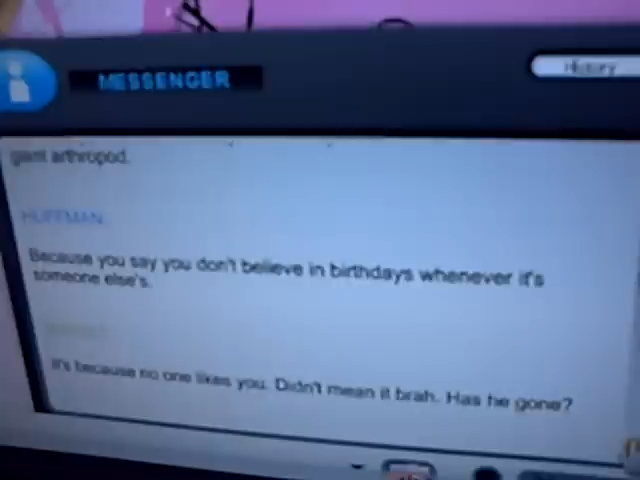 MESSENGER
History
giant arthropod.
HUFFMAN:
Because you say you don't believe in birthdays whenever it's
someone else's.
It's because no one likes you. Didn't mean it brah. Has he gone?